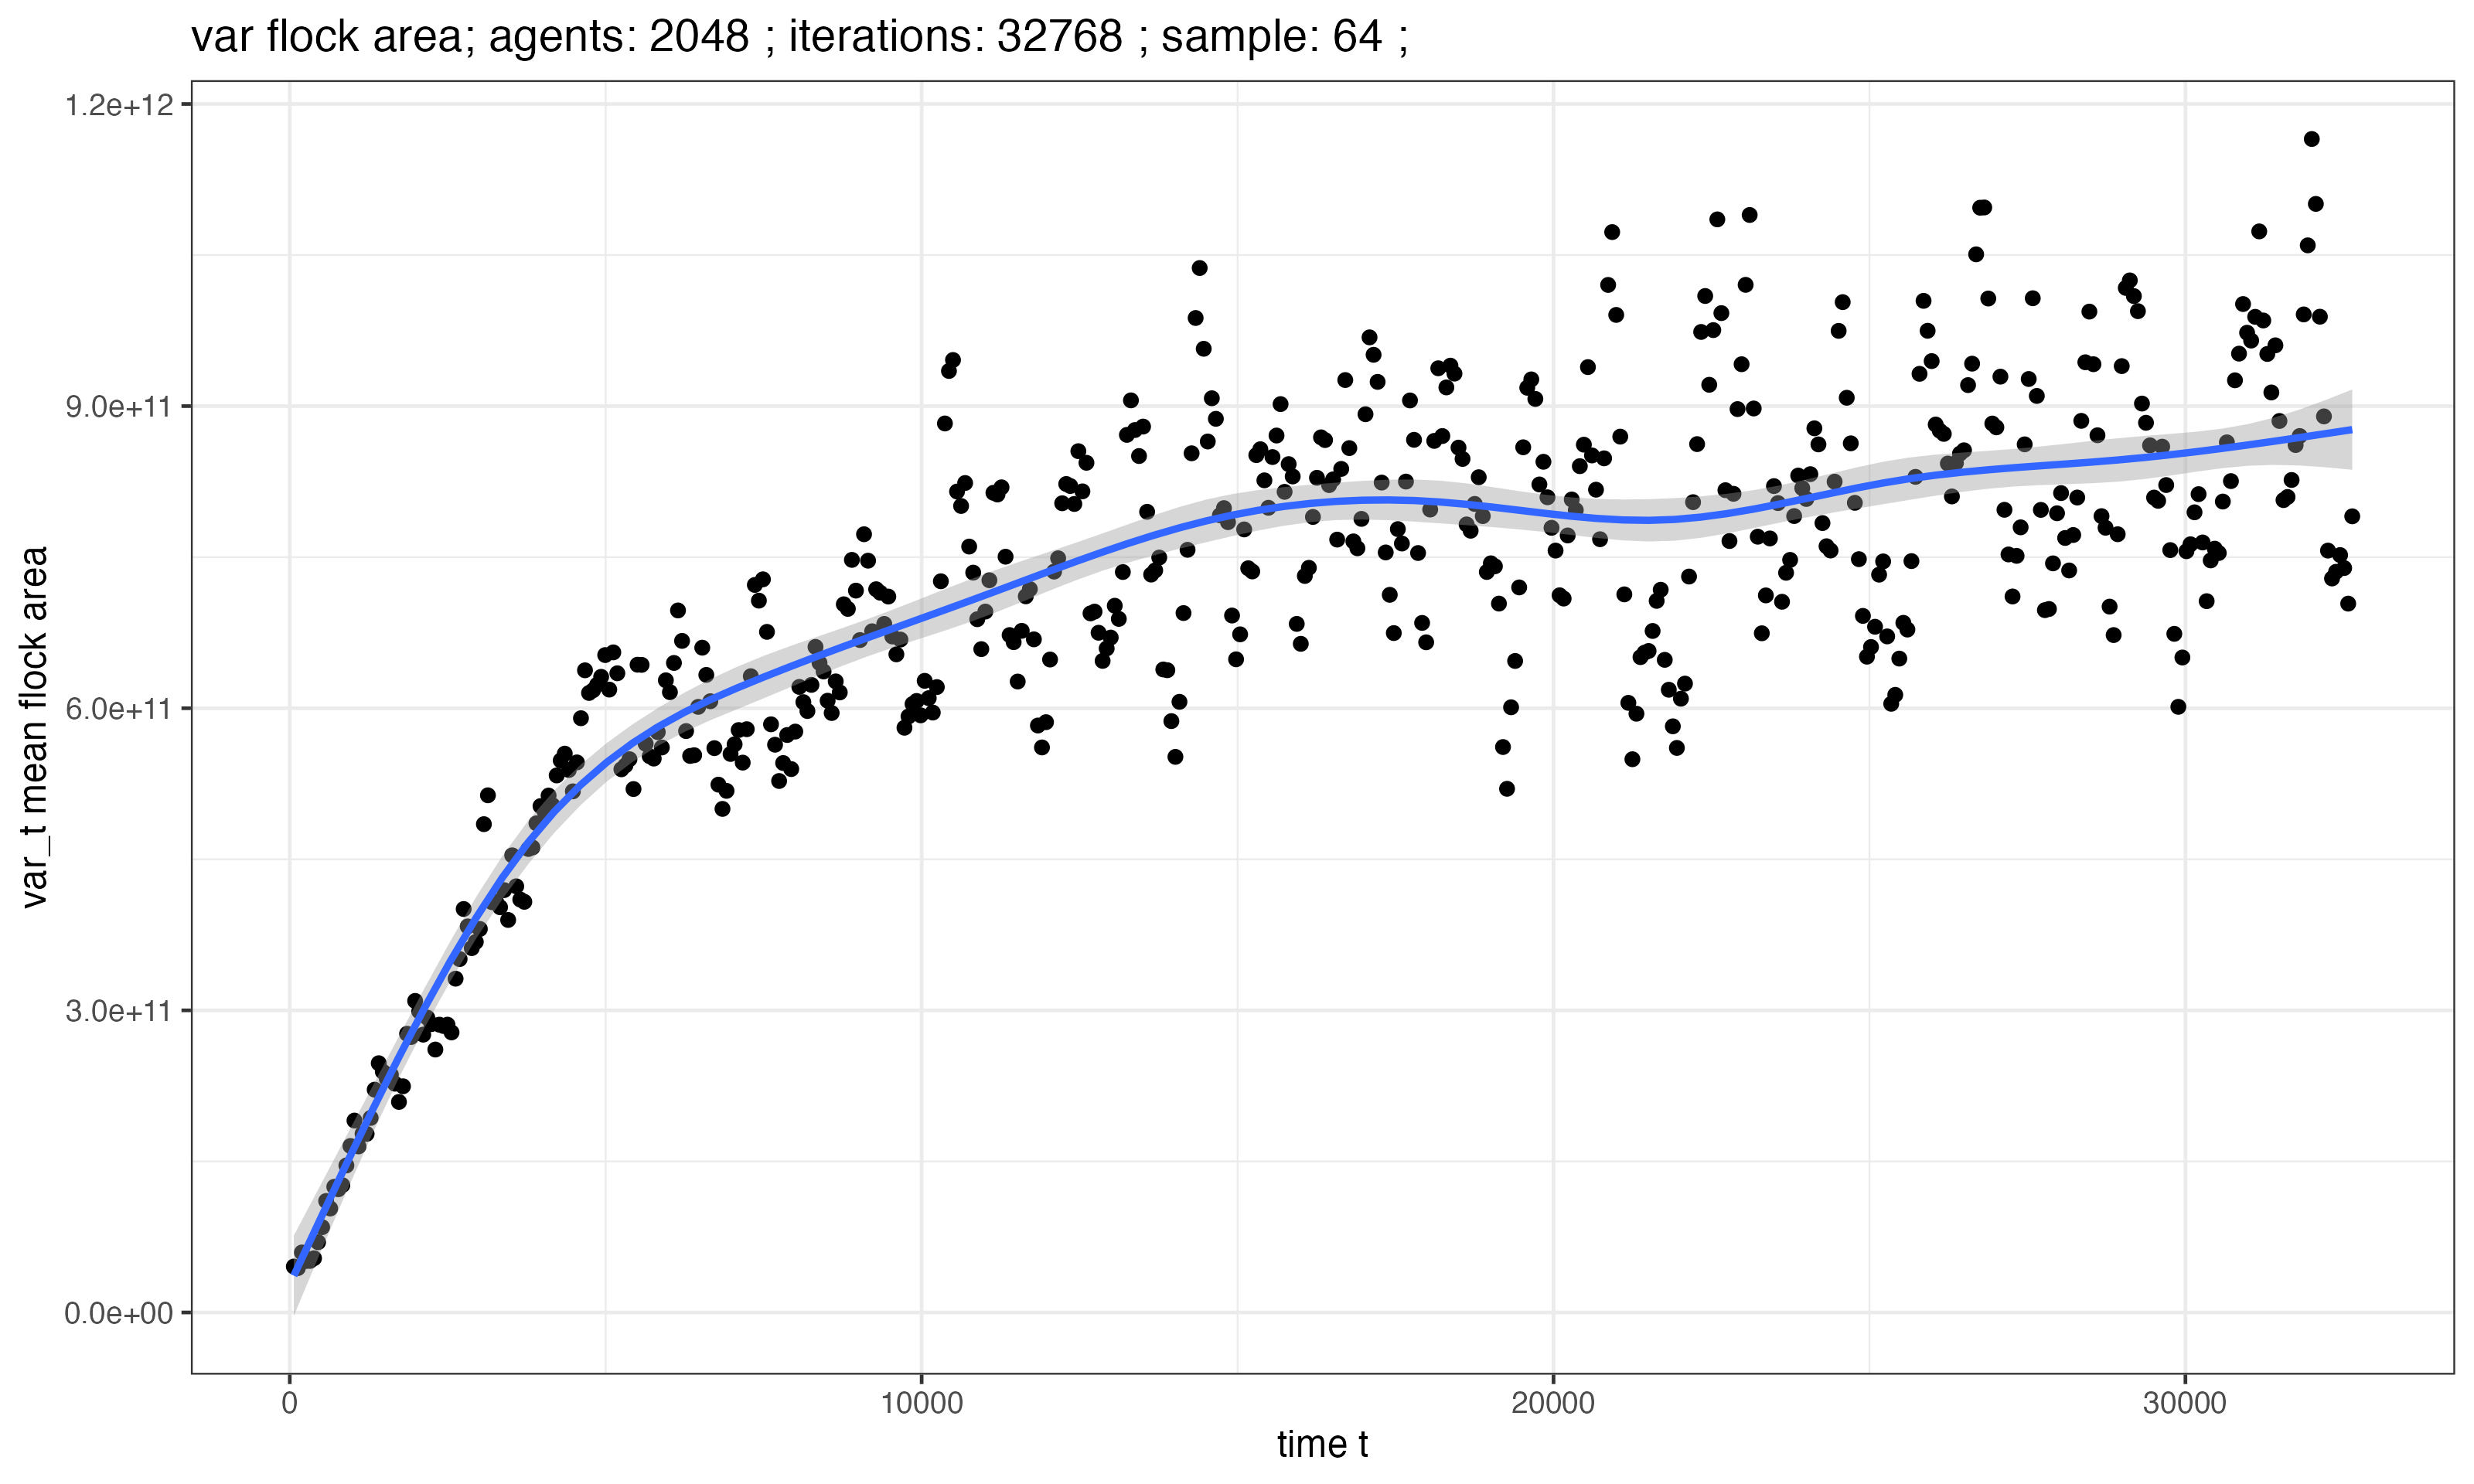 var flock area; agents: 2048 ; iterations: 32768 ; sample: 64 ;
1.2e+12
9.0e+11
6.0e+11
3.0e+11
0.0e+00
var_t mean flock area
0 10000 20000 30000
time t